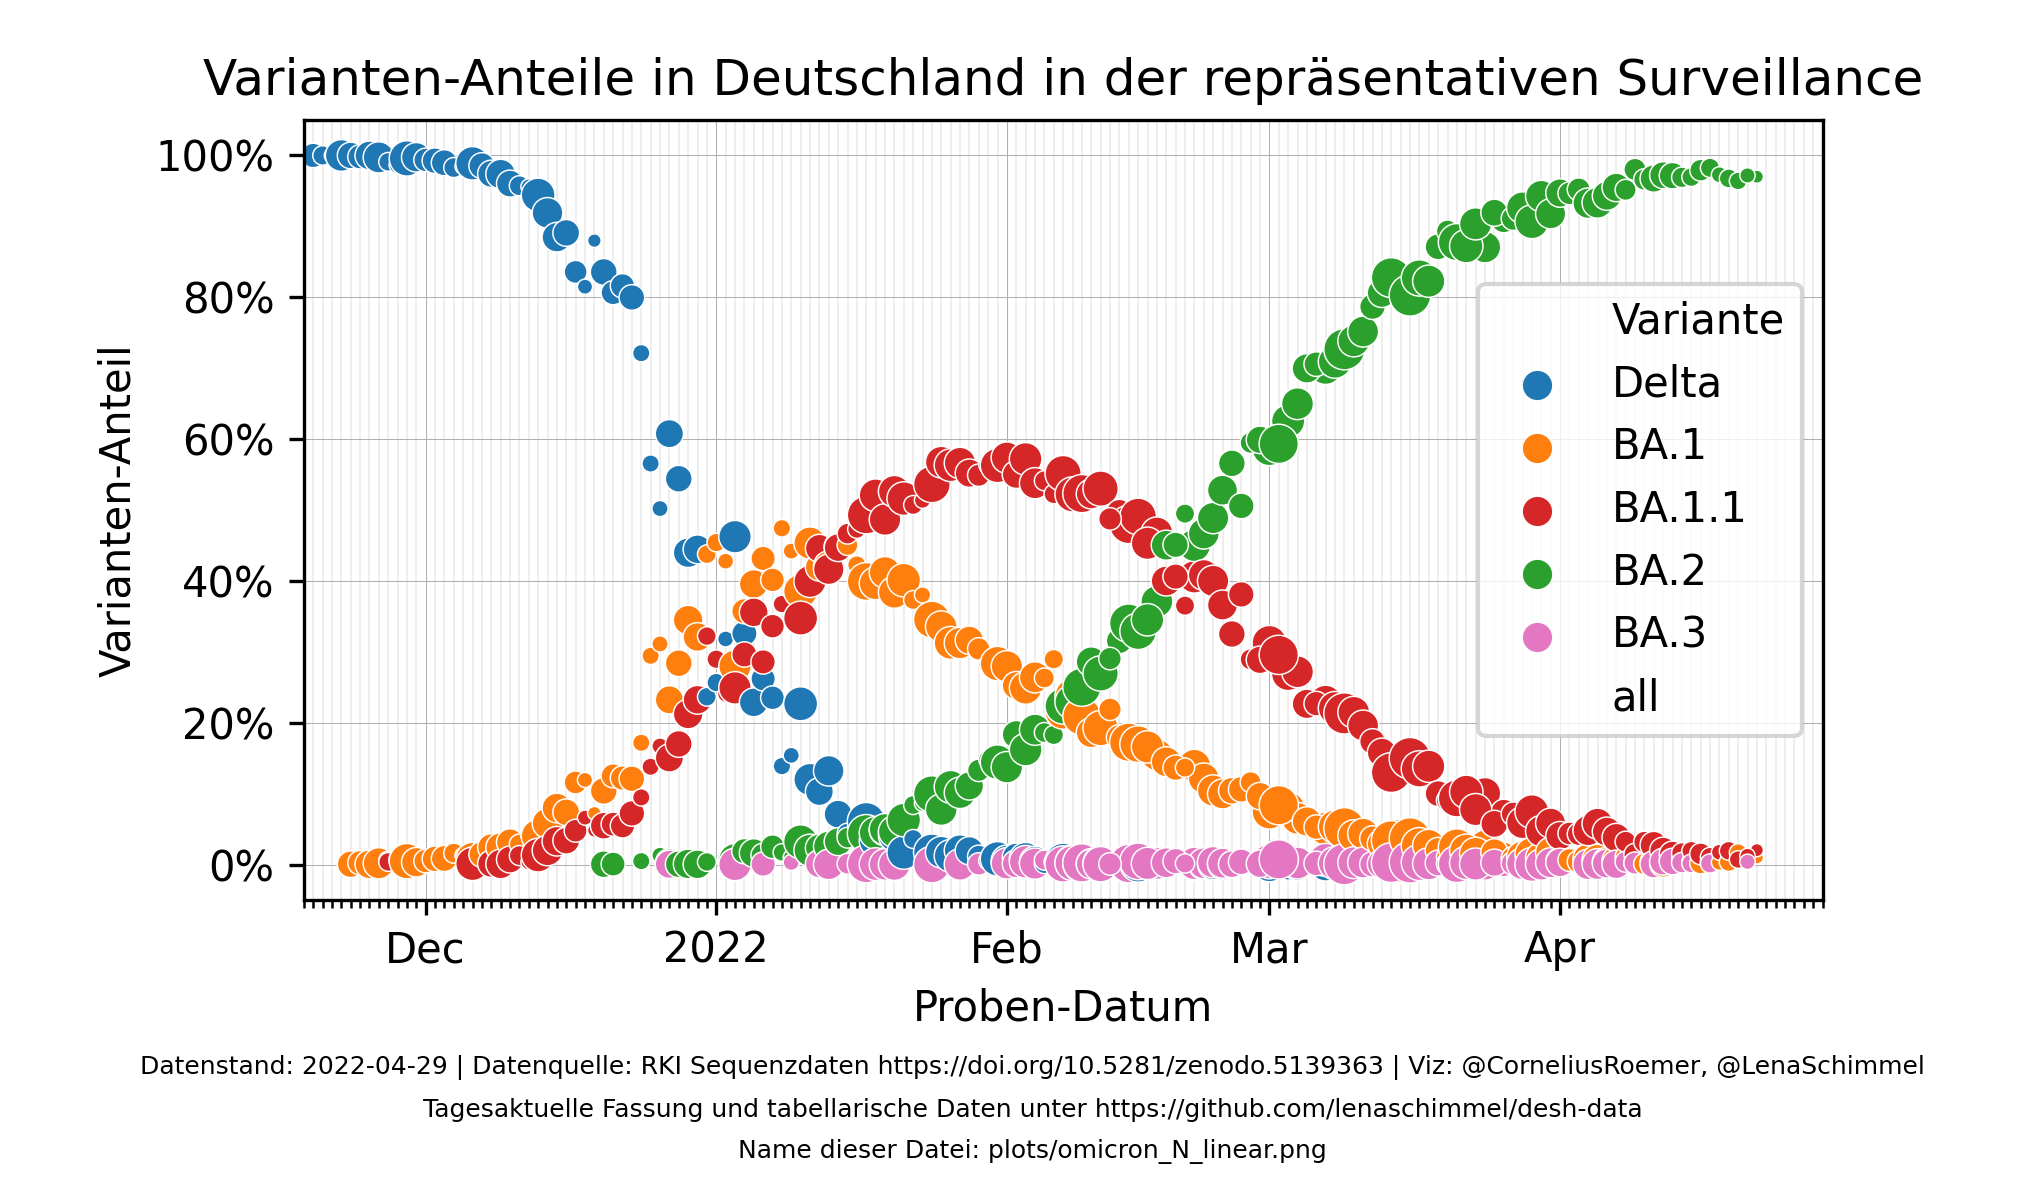 Varianten-Anteile in Deutschland in der repräsentativen Surveillance
Varianten-Anteil
100%
80%
60%
40%
20%
0%
Variante
Delta
BA.1
BA.1.1
BA.2
BA.3
all
Dec
2022
Feb
Mar
Apr
Proben-Datum
Datenstand: 2022-04-29 | Datenquelle: RKI Sequenzdaten https://doi.org/10.5281/zenodo.5139363 | Viz: @CorneliusRoemer, @LenaSchimmel
Tagesaktuelle Fassung und tabellarische Daten unter https://github.com/lenaschimmel/desh-data
Name dieser Datei: plots/omicron_N_linear.png